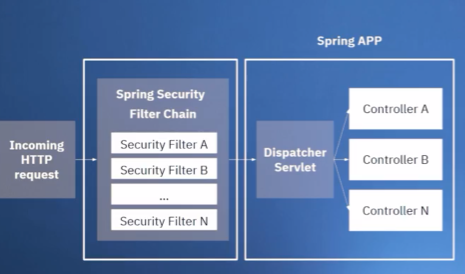 Spring APP
Spring Security
Filter Chain
Incoming
HTTP
request
Security Filter A
Security Filter B
...
Security Filter N
Dispatcher
Servlet
Controller A
Controller B
Controller N